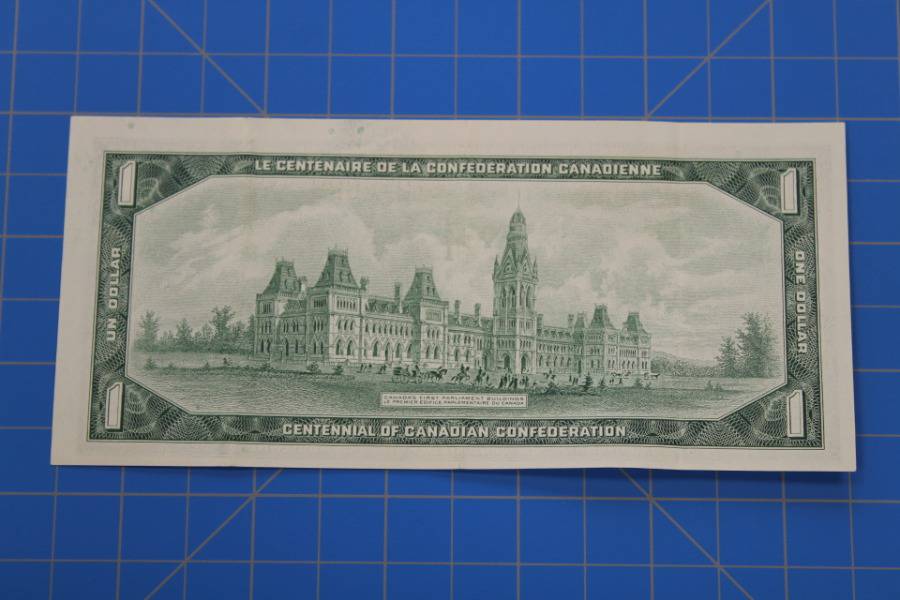 LE CENTENAIRE DE LA CONFEDERATION CANADIENNE
1 1
UN DOLLAR
ONE DOLLAR
CANADA'S FIRST PARLIAMENT BUILDINGS
LE PREMIER ÉDIFICE PARLEMENTAIRE DU CANADA
1 1
CENTENNIAL OF CANADIAN CONFEDERATION